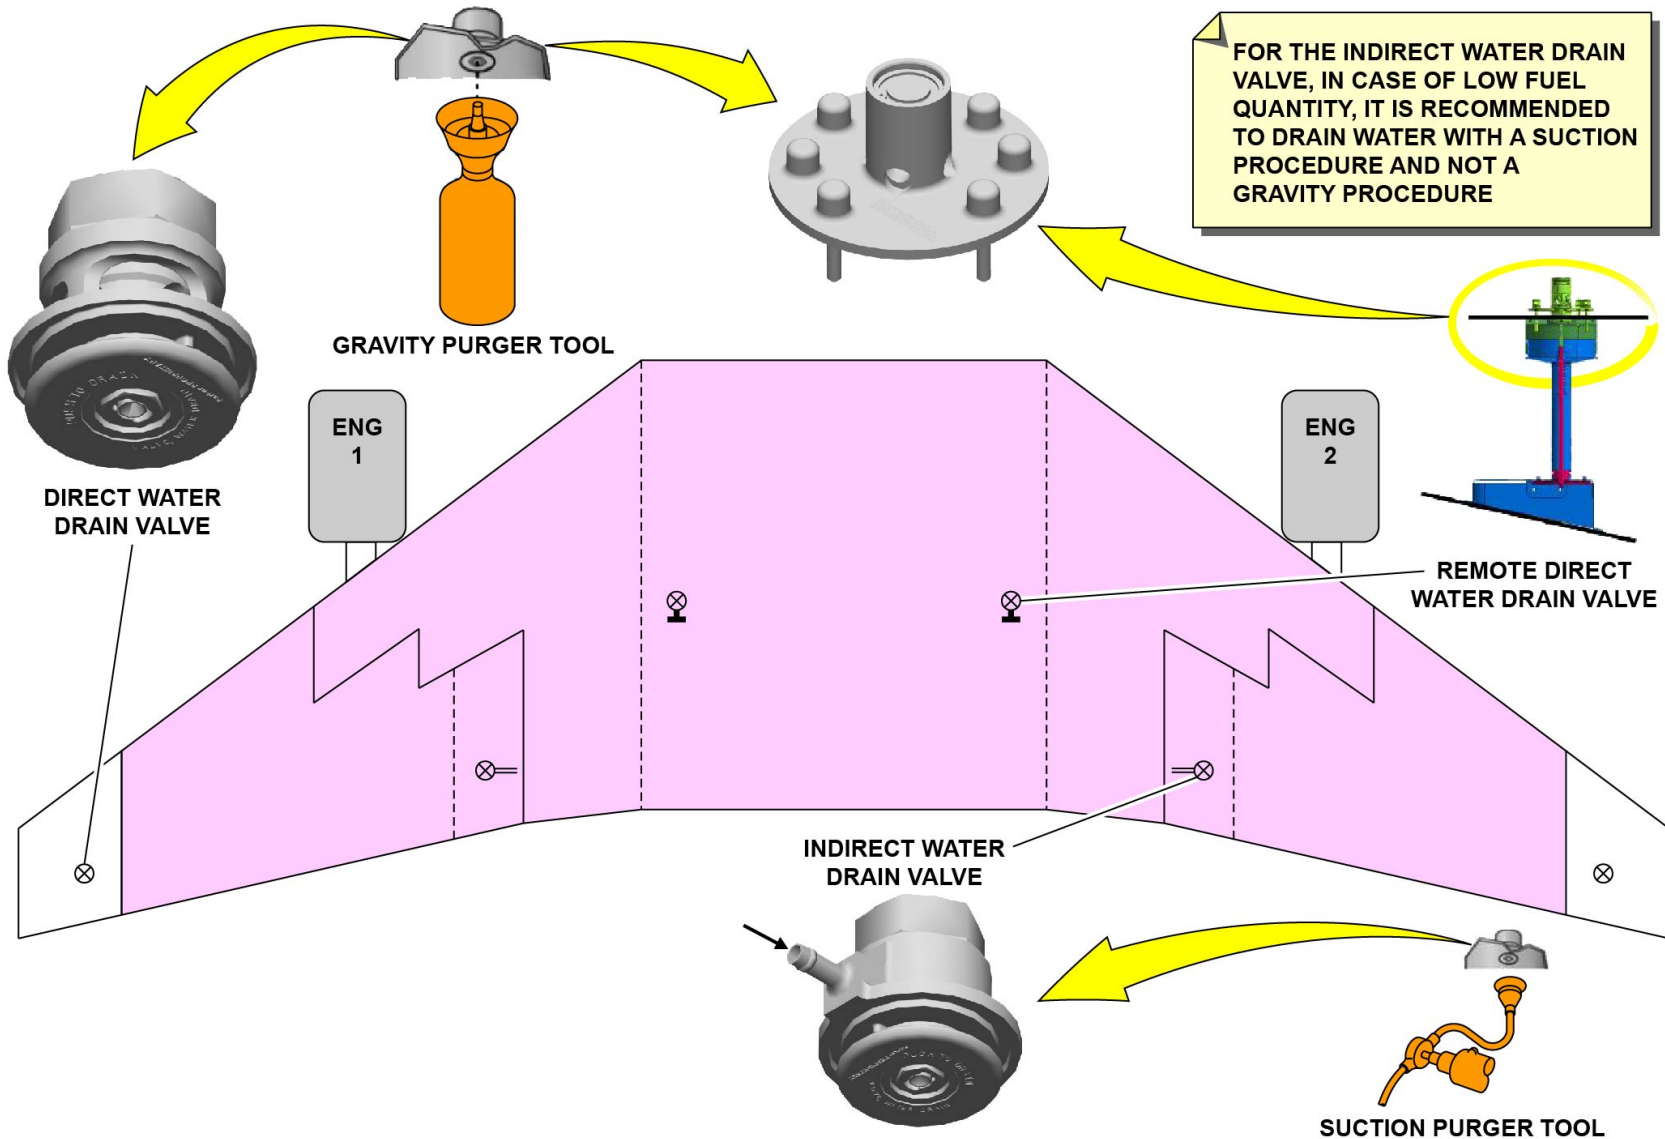 FOR THE INDIRECT WATER DRAIN
VALVE, IN CASE OF LOW FUEL
QUANTITY, IT IS RECOMMENDED
TO DRAIN WATER WITH A SUCTION
PROCEDURE AND NOT A
GRAVITY PROCEDURE
GRAVITY PURGER TOOL
ENG
1
ENG
2
DIRECT WATER
DRAIN VALVE
REMOTE DIRECT
WATER DRAIN VALVE
INDIRECT WATER
DRAIN VALVE
SUCTION PURGER TOOL